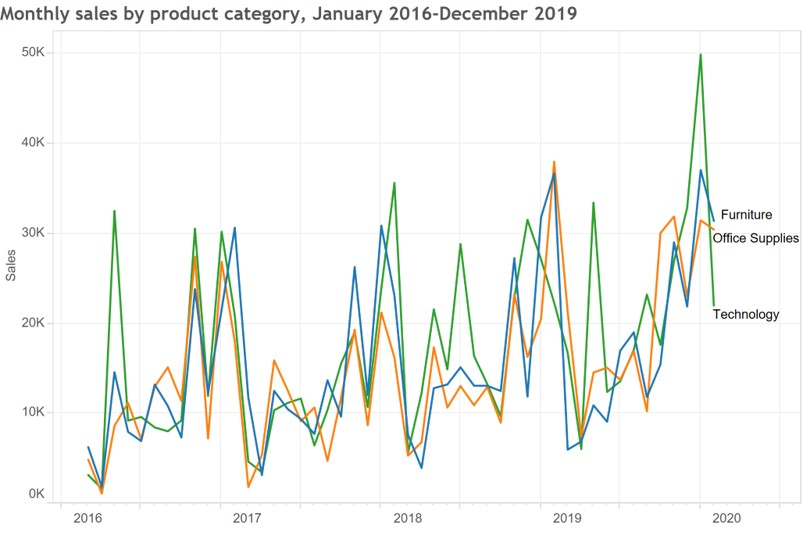 Monthly sales by product category, January 2016-December 2019
50K
40K
30K
20K
10K
0K
Sales
Furniture
Office Supplies
Technology
2016
2017
2018
2019
2020